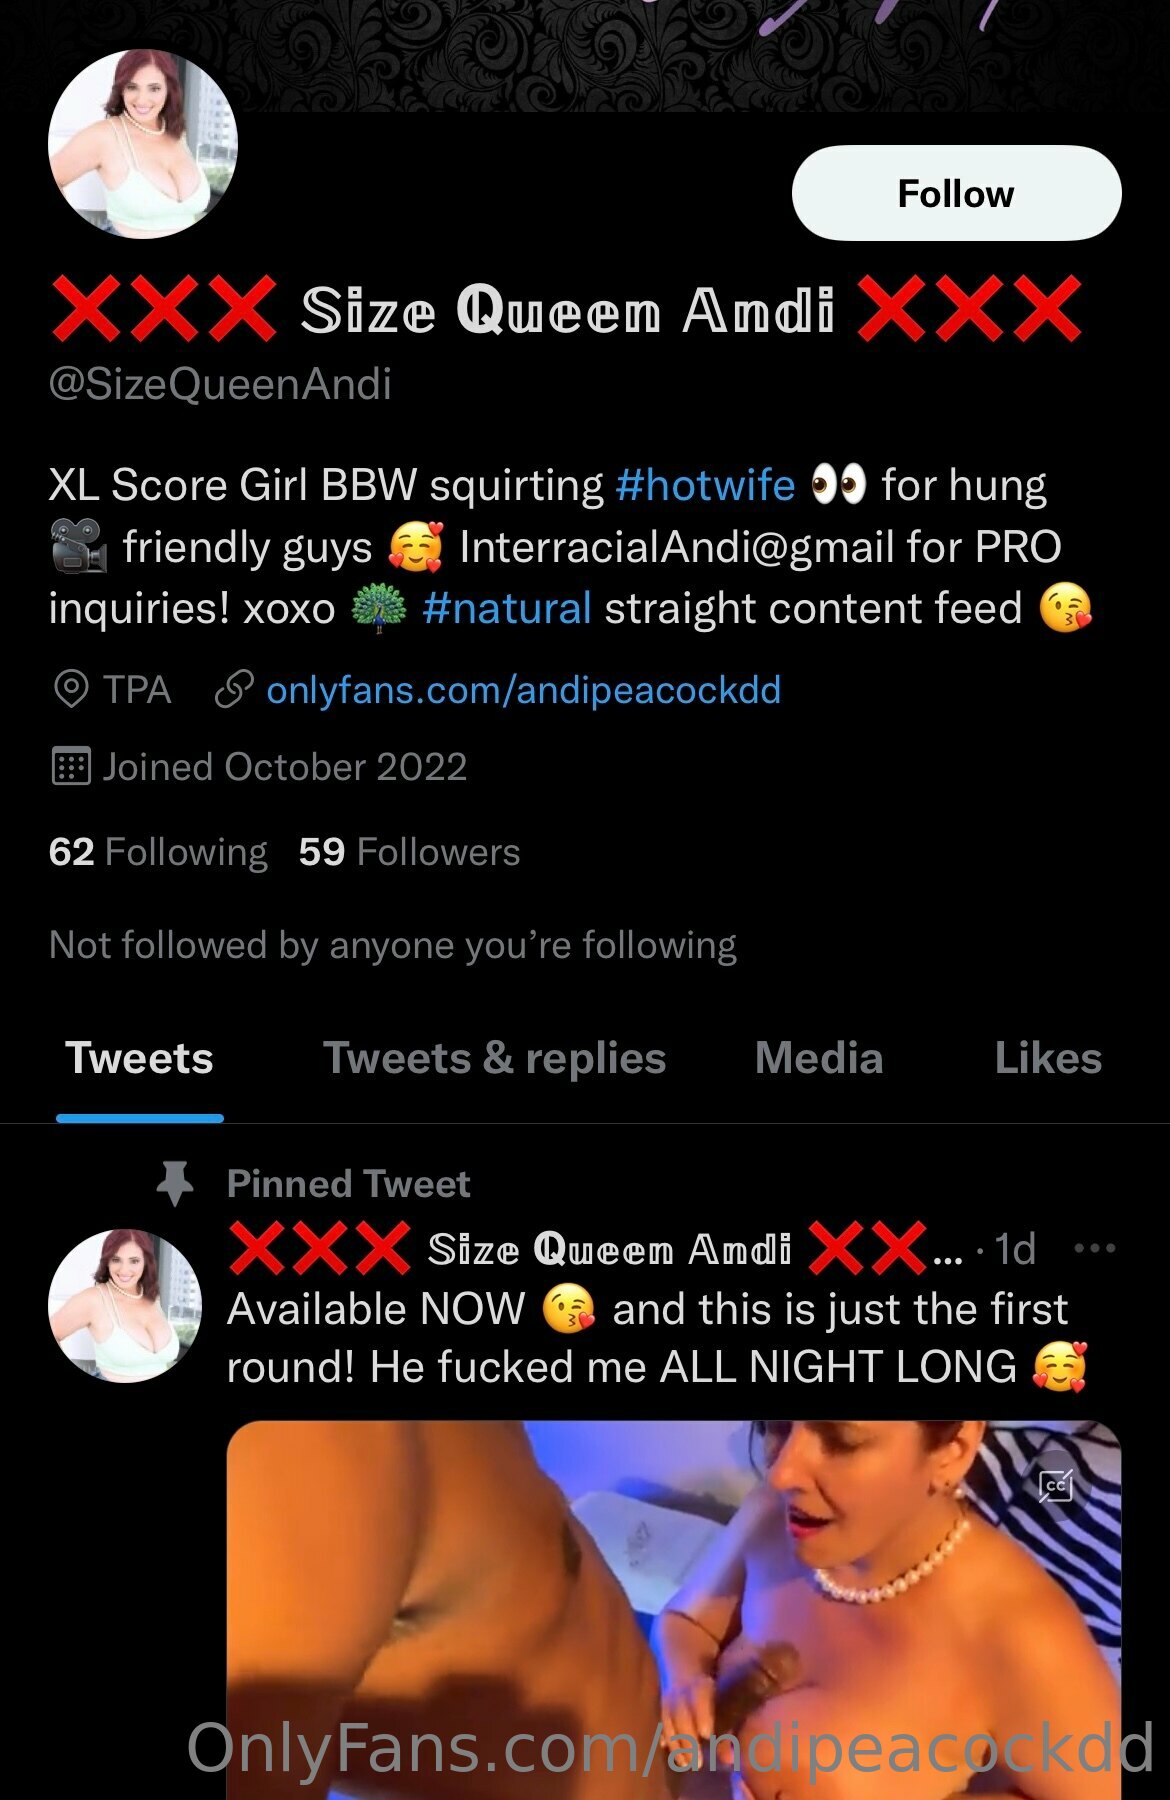 Follow
❌❌❌ 𝕊𝕚𝕫𝕖 ℚ𝕦𝕖𝕖𝕟 𝔸𝕟𝕕𝕚 ❌❌❌
@SizeQueenAndi
XL Score Girl BBW squirting #hotwife 👀 for hung
🎥 friendly guys 🥰 InterracialAndi@gmail for PRO
inquiries! xoxo 🦚 #natural straight content feed 😘
TPA onlyfans.com/andipeacockdd
Joined October 2022
62 Following 59 Followers
Not followed by anyone you’re following
Tweets Tweets & replies Media Likes
Pinned Tweet
❌❌❌ 𝕊𝕚𝕫𝕖 ℚ𝕦𝕖𝕖𝕟 𝔸𝕟𝕕𝕚 ❌❌... · 1d ···
Available NOW 😘 and this is just the first
round! He fucked me ALL NIGHT LONG 🥰
CC
OnlyFans.com/andipeacockdd